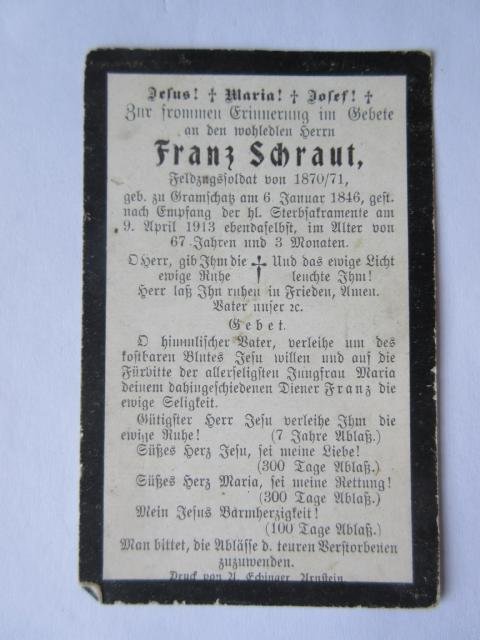 Jesus! † Maria! † Josef! †
Zur frommen Erinnerung im Gebete
an den wohledlen Herrn
Franz Schraut,
Feldzugssoldat von 1870/71,
geb. zu Gramschatz am 6 Januar 1846, gest.
nach Empfang der hl. Sterbsakramente am
9. April 1913 ebendaselbst, im Alter von
67 Jahren und 3 Monaten.
O Herr, gib Ihm die † Und das ewige Licht
ewige Ruhe leuchte Ihm!
Herr laß Ihn ruhen in Frieden, Amen.
Vater unser ꝛc.
Gebet.
O himmlischer Vater, verleihe um des
kostbaren Blutes Jesu willen und auf die
Fürbitte der allerseligsten Jungfrau Maria
deinem dahingeschiedenen Diener Franz die
ewige Seligkeit.
Gütigster Herr Jesu verleihe Ihm die
ewige Ruhe! (7 Jahre Ablaß.)
Süßes Herz Jesu, sei meine Liebe!
(300 Tage Ablaß.)
Süßes Herz Maria, sei meine Rettung!
(300 Tage Ablaß.)
Mein Jesus Barmherzigkeit!
(100 Tage Ablaß.)
Man bittet, die Ablässe d. teuren Verstorbenen
zuzuwenden.
Druck von A. Echinger Arnstein